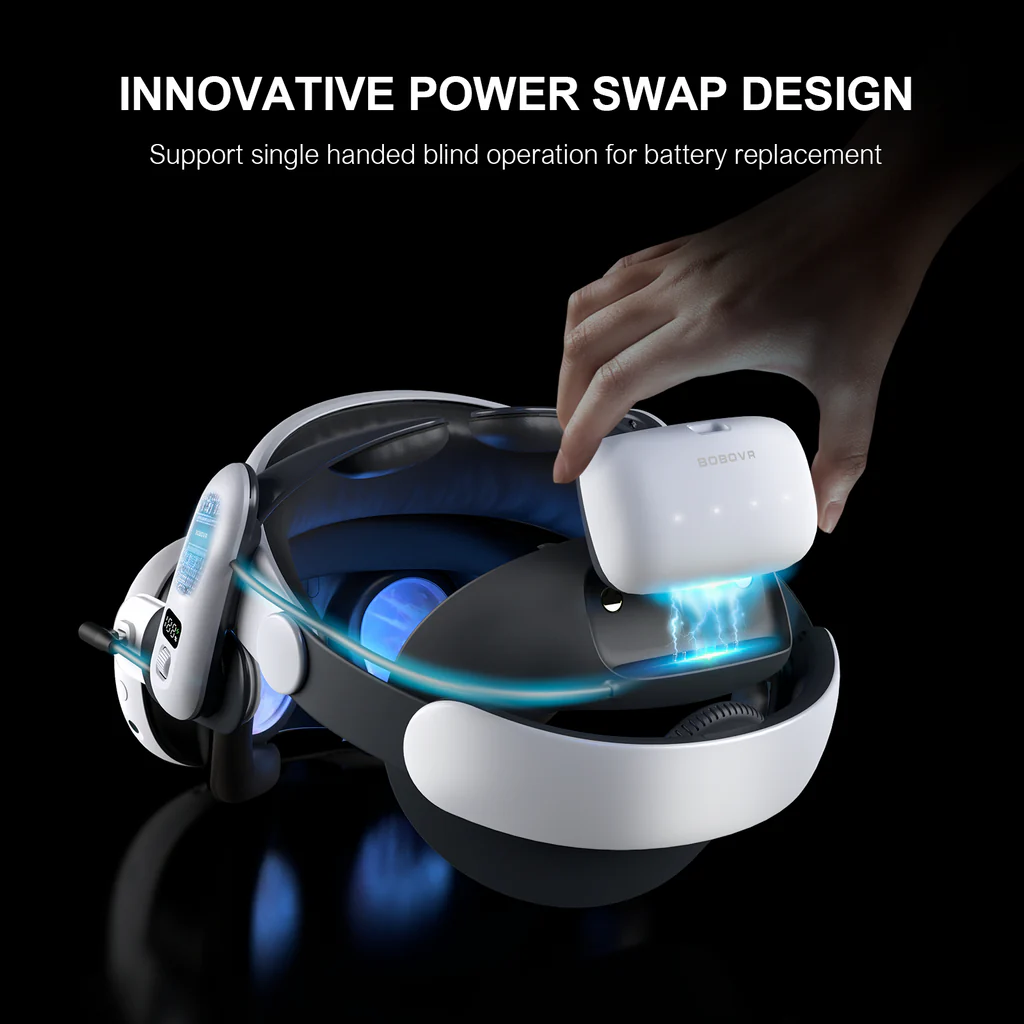 INNOVATIVE POWER SWAP DESIGN
Support single handed blind operation for battery replacement
BOBOVR